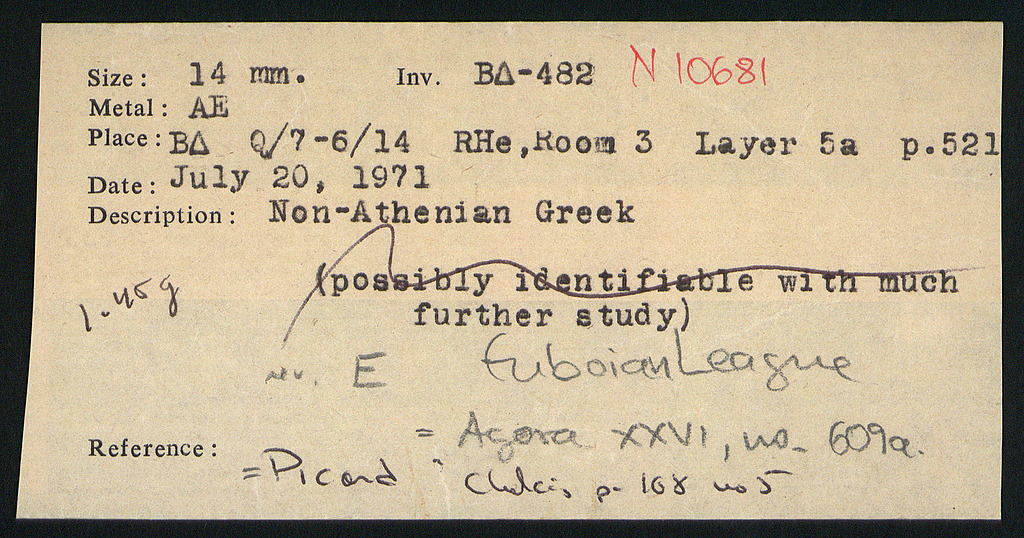 Size: 14 mm. Inv. BΔ-482 N 10681
Metal: AE
Place: BΔ Q/7-6/14 RHe, Room 3 Layer 5a p.521
Date: July 20, 1971
Description: Non-Athenian Greek
(possibly identifiable with much
1.45g
further study)
rev. E Euboian League
Reference: = Agora XXVI, no. 609a.
= Picard Chalcis p. 168 no 5